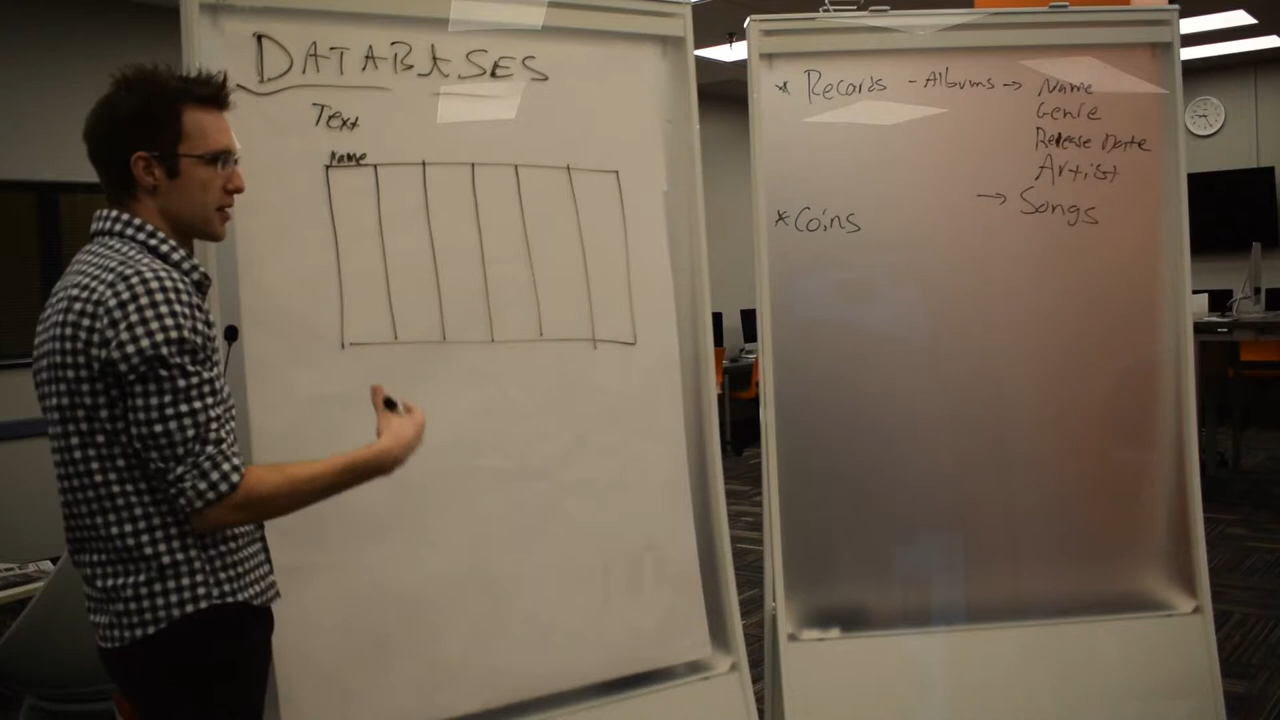 DATABASES
Text
Name
* Records - Albums → Name
Genre
Release Date
Artist
→ Songs
* Coins